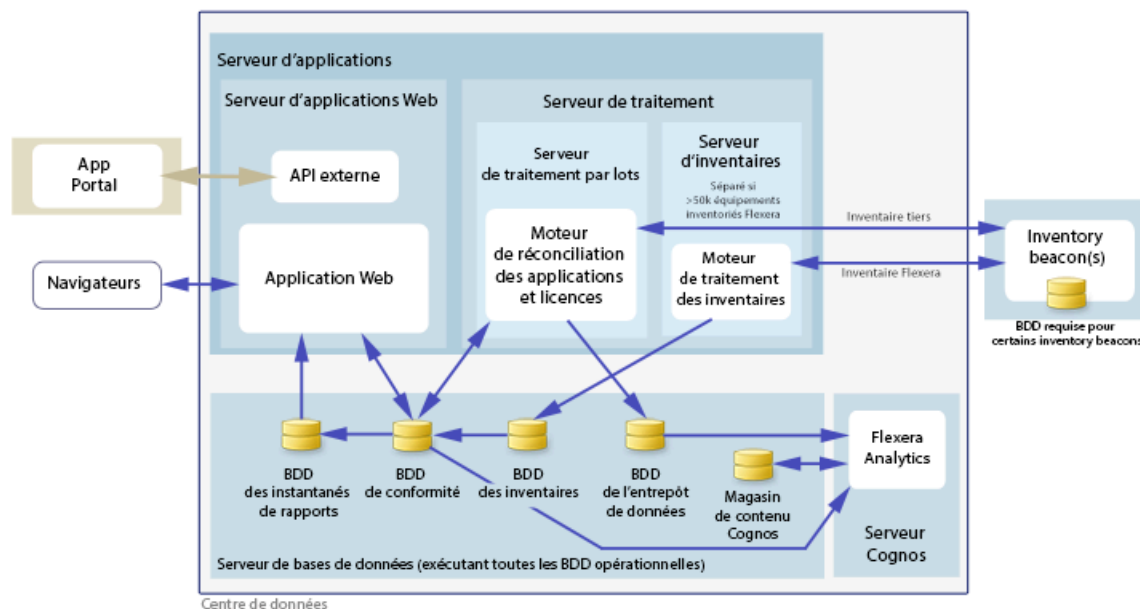 Serveur d'applications
Serveur d'applications Web
Serveur de traitement
App
Portal
API externe
Serveur
de traitement par lots
Serveur
d'inventaires
Séparé si
>50k équipements
inventoriés Flexera
Navigateurs
Application Web
Moteur
de réconciliation
des applications
et licences
Moteur
de traitement
des inventaires
Inventaire tiers
Inventaire Flexera
Inventory
beacon(s)
BDD requise pour
certains inventory beacons
BDD
des instantanés
de rapports
BDD
de conformité
BDD
des inventaires
BDD
de l'entrepôt
de données
Magasin
de contenu
Cognos
Flexera
Analytics
Serveur
Cognos
Serveur de bases de données (exécutant toutes les BDD opérationnelles)
Centre de données